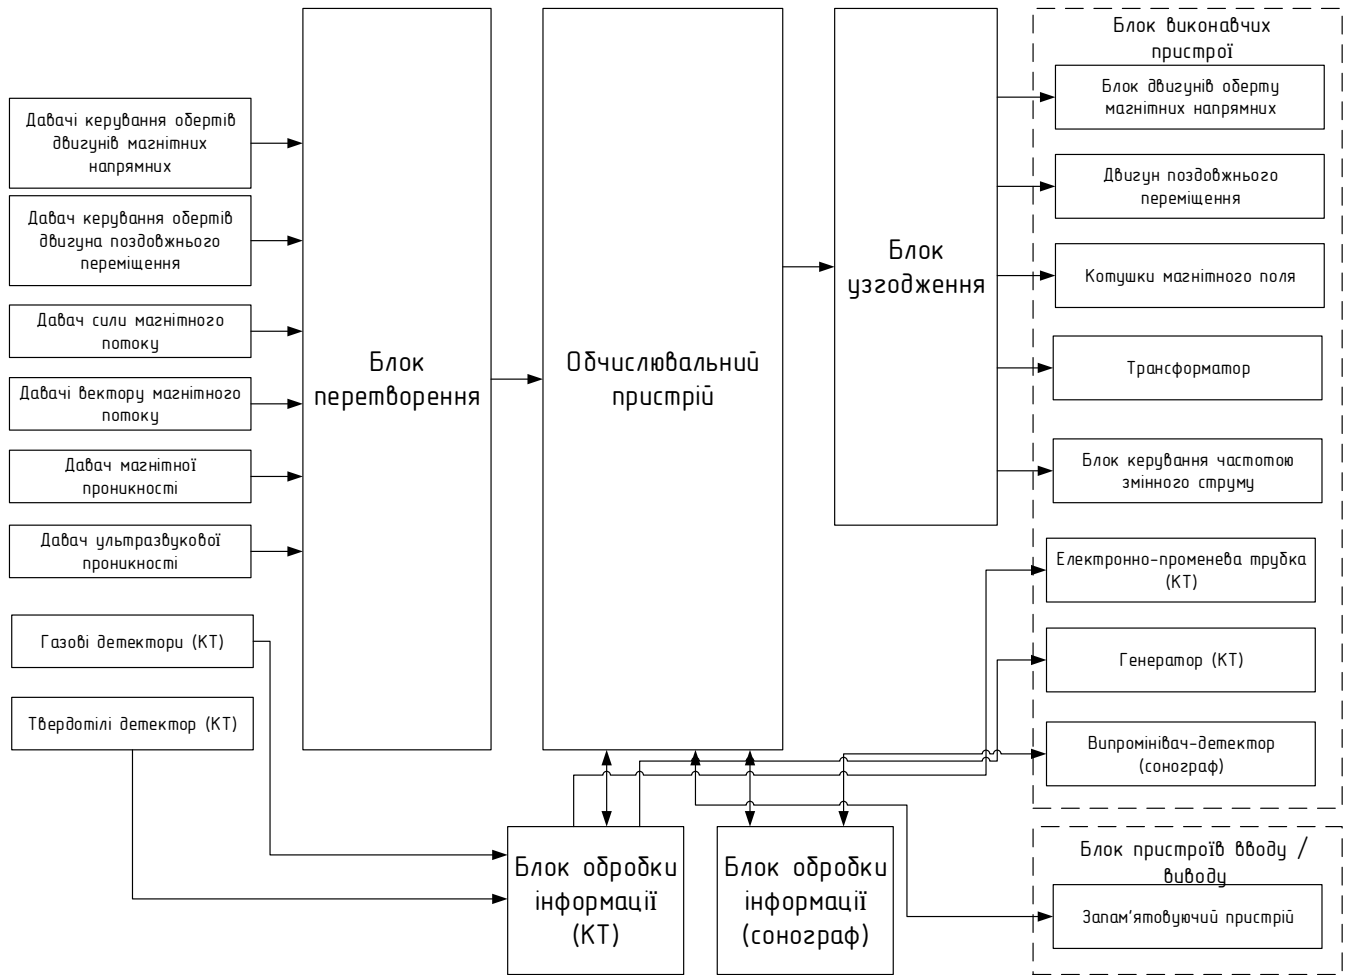 Давачі керування обертів
двигунів магнітних
напрямних
Давач керування обертів
двигуна поздовжнього
переміщення
Давач сили магнітного
потоку
Давачі вектору магнітного
потоку
Давач магнітної
проникності
Давач ультразвукової
проникності
Газові детектори (КТ)
Твердотілі детектор (КТ)
Блок
перетворення
Обчислювальний
пристрій
Блок
узгодження
Блок виконавчих
пристрої
Блок двигунів оберту
магнітних напрямних
Двигун поздовжнього
переміщення
Котушки магнітного поля
Трансформатор
Блок керування частотою
змінного струму
Електронно-променева трубка
(КТ)
Генератор (КТ)
Випромінівач-детектор
(сонограф)
Блок обробки
інформації
(КТ)
Блок обробки
інформації
(сонограф)
Блок пристроїв вводу /
виводу
Запам'ятовуючий пристрій